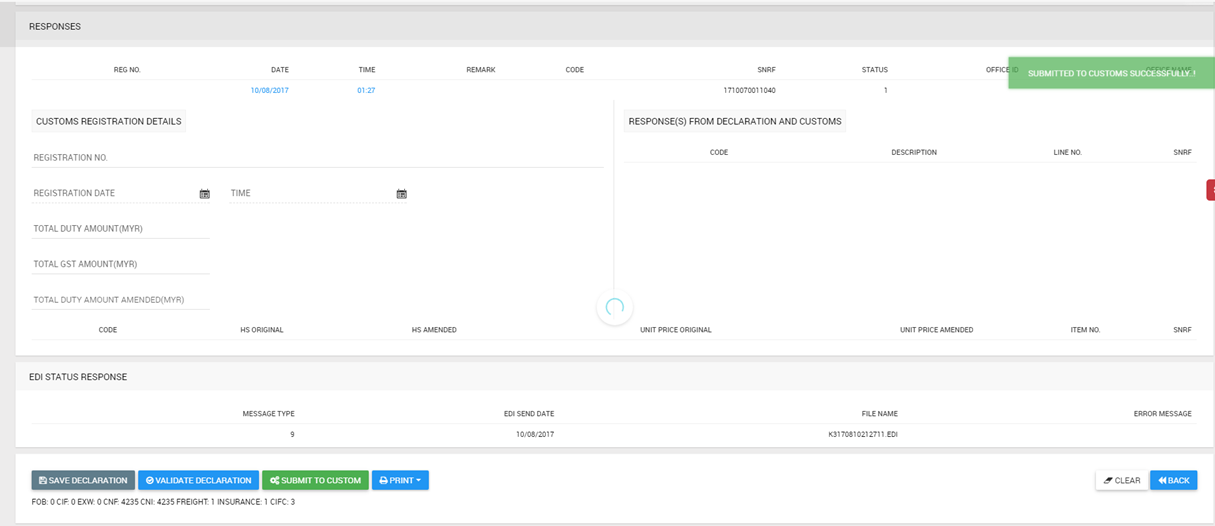 RESPONSES
REG NO. DATE TIME REMARK CODE SNRF STATUS OFFICE ID OFFICE NAME
SUBMITTED TO CUSTOMS SUCCESSFULLY..!
10/08/2017 01:27 1710070011040 1
CUSTOMS REGISTRATION DETAILS
RESPONSE(S) FROM DECLARATION AND CUSTOMS
CODE DESCRIPTION LINE NO. SNRF
REGISTRATION NO.
REGISTRATION DATE TIME
TOTAL DUTY AMOUNT(MYR)
TOTAL GST AMOUNT(MYR)
TOTAL DUTY AMOUNT AMENDED(MYR)
CODE HS ORIGINAL HS AMENDED UNIT PRICE ORIGINAL UNIT PRICE AMENDED ITEM NO. SNRF
EDI STATUS RESPONSE
MESSAGE TYPE EDI SEND DATE FILE NAME ERROR MESSAGE
9 10/08/2017 K3170810212711.EDI
SAVE DECLARATION VALIDATE DECLARATION SUBMIT TO CUSTOM PRINT CLEAR BACK
FOB: 0 CIF: 0 EXW: 0 CNF: 4235 CNI: 4235 FREIGHT: 1 INSURANCE: 1 CIFC: 3